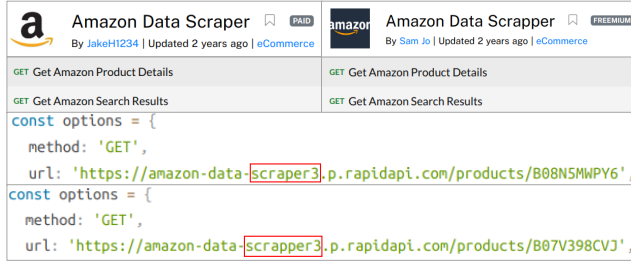 Amazon Data Scraper PAID
By JakeH1234 | Updated 2 years ago | eCommerce
GET Get Amazon Product Details
GET Get Amazon Search Results
amazon
Amazon Data Scrapper FREEMIUM
By Sam Jo | Updated 2 years ago | eCommerce
GET Get Amazon Product Details
GET Get Amazon Search Results
const options = {
method: 'GET',
url: 'https://amazon-data-scraper3.p.rapidapi.com/products/B08N5MWPY6',
const options = {
method: 'GET',
url: 'https://amazon-data-scrapper3.p.rapidapi.com/products/B07V398CVJ',